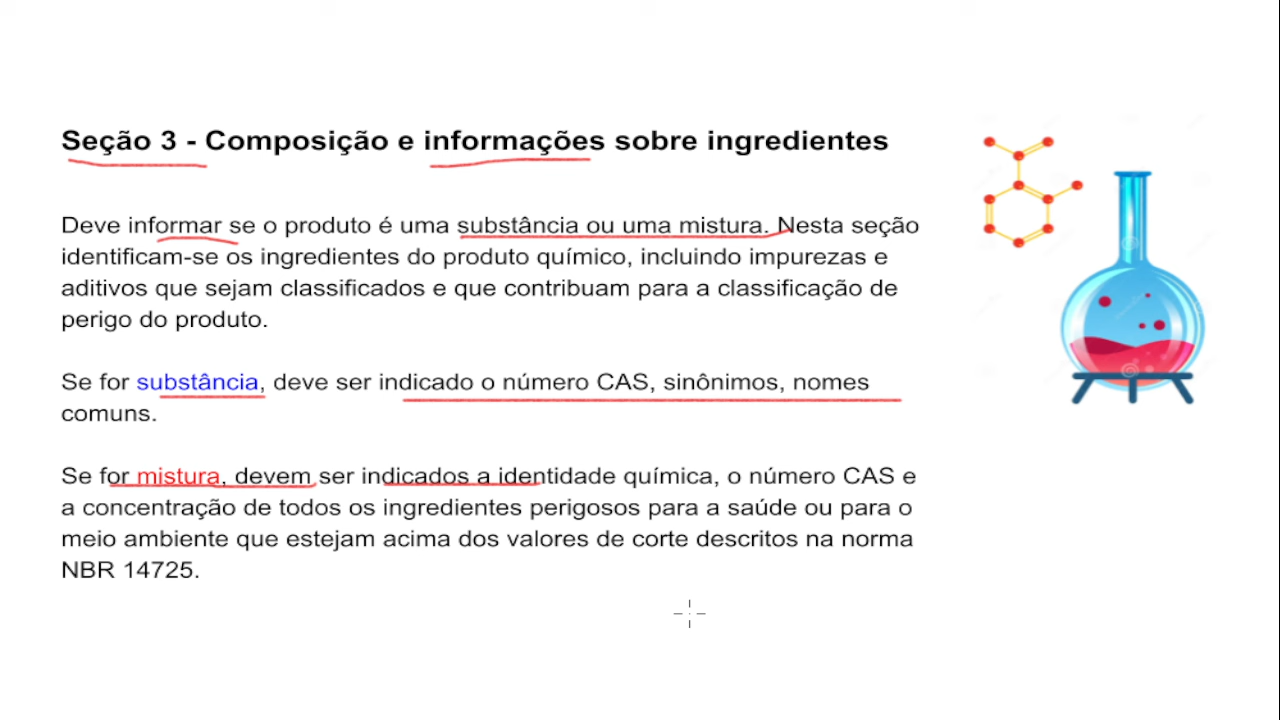 Seção 3 - Composição e informações sobre ingredientes
Deve informar se o produto é uma substância ou uma mistura. Nesta seção
identificam-se os ingredientes do produto químico, incluindo impurezas e
aditivos que sejam classificados e que contribuam para a classificação de
perigo do produto.
Se for substância, deve ser indicado o número CAS, sinônimos, nomes
comuns.
Se for mistura, devem ser indicados a identidade química, o número CAS e
a concentração de todos os ingredientes perigosos para a saúde ou para o
meio ambiente que estejam acima dos valores de corte descritos na norma
NBR 14725.